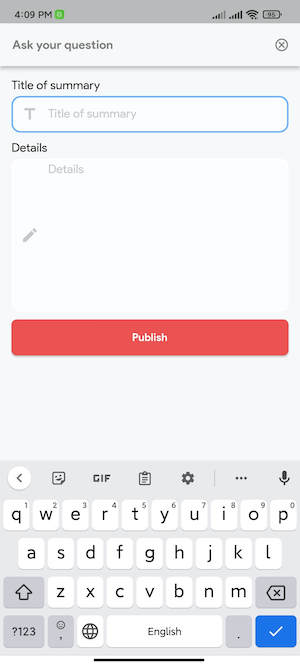 4:09 PM
95
Ask your question
Title of summary
Title of summary
Details
Details
Publish
GIF
q 1 w 2 e 3 r 4 t 5 y 6 u 7 i 8 o 9 p 0
a s d f g h j k l
z x c v b n m
?123 , English .